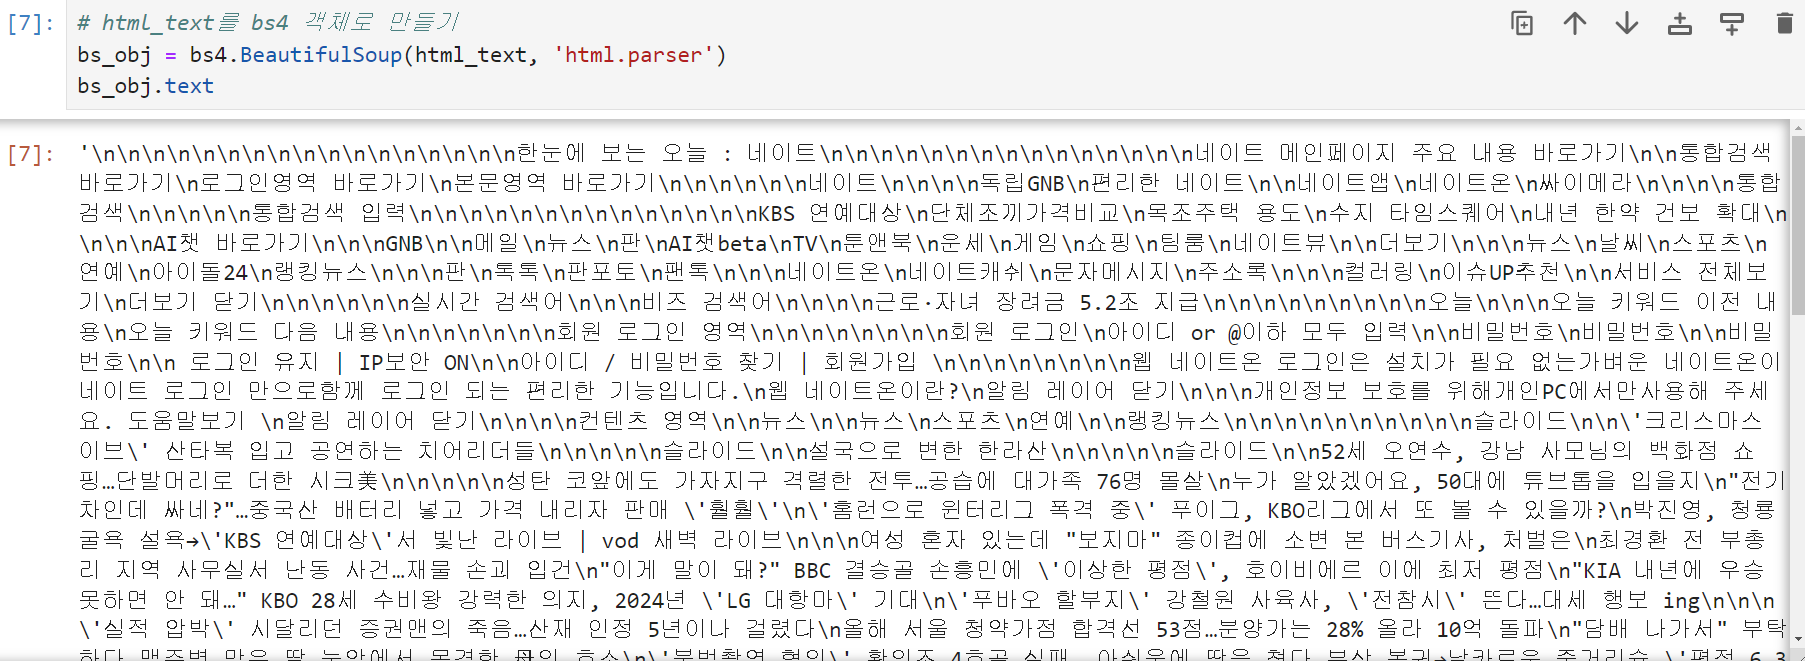 [7]:
# html_text를 bs4 객체로 만들기
bs_obj = bs4.BeautifulSoup(html_text, 'html.parser')
bs_obj.text
[7]:
'\n\n\n\n\n\n\n\n\n\n\n\n\n\n\n\n\n한눈에 보는 오늘 : 네이트\n\n\n\n\n\n\n\n\n\n\n\n\n\n\n네이트 메인페이지 주요 내용 바로가기\n\n통합검색
바로가기\n로그인영역 바로가기\n본문영역 바로가기\n\n\n\n\n\n네이트\n\n\n\n독립GNB\n편리한 네이트\n\n네이트앱\n네이트온\n싸이메라\n\n\n\n통합
검색\n\n\n\n\n통합검색 입력\n\n\n\n\n\n\n\n\n\n\n\n\n\nKBS 연예대상\n단체조끼가격비교\n목조주택 용도\n수지 타임스퀘어\n내년 한약 건보 확대\n
\n\n\nAI챗 바로가기\n\n\nGNB\n\n메일\n뉴스\n판\nAI챗beta\nTV\n툰앤북\n운세\n게임\n쇼핑\n팀룸\n네이트뷰\n\n더보기\n\n\n뉴스\n날씨\n스포츠\n
연예\n아이돌24\n랭킹뉴스\n\n\n판\n톡톡\n판포토\n팬톡\n\n\n네이트온\n네이트캐쉬\n문자메시지\n주소록\n\n\n컬러링\n이슈UP추천\n\n서비스 전체보
기\n더보기 닫기\n\n\n\n\n\n실시간 검색어\n\n\n비즈 검색어\n\n\n\n근로·자녀 장려금 5.2조 지급\n\n\n\n\n\n\n\n\n오늘\n\n\n오늘 키워드 이전 내
용\n오늘 키워드 다음 내용\n\n\n\n\n\n\n회원 로그인 영역\n\n\n\n\n\n\n\n회원 로그인\n아이디 or @이하 모두 입력\n\n비밀번호\n비밀번호\n\n비밀
번호\n\n 로그인 유지 | IP보안 ON\n\n아이디 / 비밀번호 찾기 | 회원가입 \n\n\n\n\n\n\n\n웹 네이트온 로그인은 설치가 필요 없는가벼운 네이트온이
네이트 로그인 만으로함께 로그인 되는 편리한 기능입니다.\n웹 네이트온이란?\n알림 레이어 닫기\n\n\n개인정보 보호를 위해개인PC에서만사용해 주세
요. 도움말보기 \n알림 레이어 닫기\n\n\n\n컨텐츠 영역\n\n뉴스\n\n뉴스\n스포츠\n연예\n\n랭킹뉴스\n\n\n\n\n\n\n\n\n\n슬라이드\n\n\'크리스마스
이브\' 산타복 입고 공연하는 치어리더들\n\n\n\n\n슬라이드\n\n설국으로 변한 한라산\n\n\n\n\n슬라이드\n\n52세 오연수, 강남 사모님의 백화점 쇼
핑…단발머리로 더한 시크美\n\n\n\n\n성탄 코앞에도 가자지구 격렬한 전투…공습에 대가족 76명 몰살\n누가 알았겠어요, 50대에 튜브톱을 입을지\n"전기
차인데 싸네?"…중국산 배터리 넣고 가격 내리자 판매 \'훨훨\'\n\'홈런으로 윈터리그 폭격 중\' 푸이그, KBO리그에서 또 볼 수 있을까?\n박진영, 청룡
굴욕 설욕→\'KBS 연예대상\'서 빛난 라이브 | vod 새벽 라이브\n\n\n여성 혼자 있는데 "보지마" 종이컵에 소변 본 버스기사, 처벌은\n최경환 전 부총
리 지역 사무실서 난동 사건…재물 손괴 입건\n"이게 말이 돼?" BBC 결승골 손흥민에 \'이상한 평점\', 호이비에르 이에 최저 평점\n"KIA 내년에 우승
못하면 안 돼…" KBO 28세 수비왕 강력한 의지, 2024년 \'LG 대항마\' 기대\n\'푸바오 할부지\' 강철원 사육사, \'전참시\' 뜬다…대세 행보 ing\n\n\n
\'실적 압박\' 시달리던 증권맨의 죽음…산재 인정 5년이나 걸렸다\n올해 서울 청약가점 합격선 53점…분양가는 28% 올라 10억 돌파\n"담배 나가서" 부탁